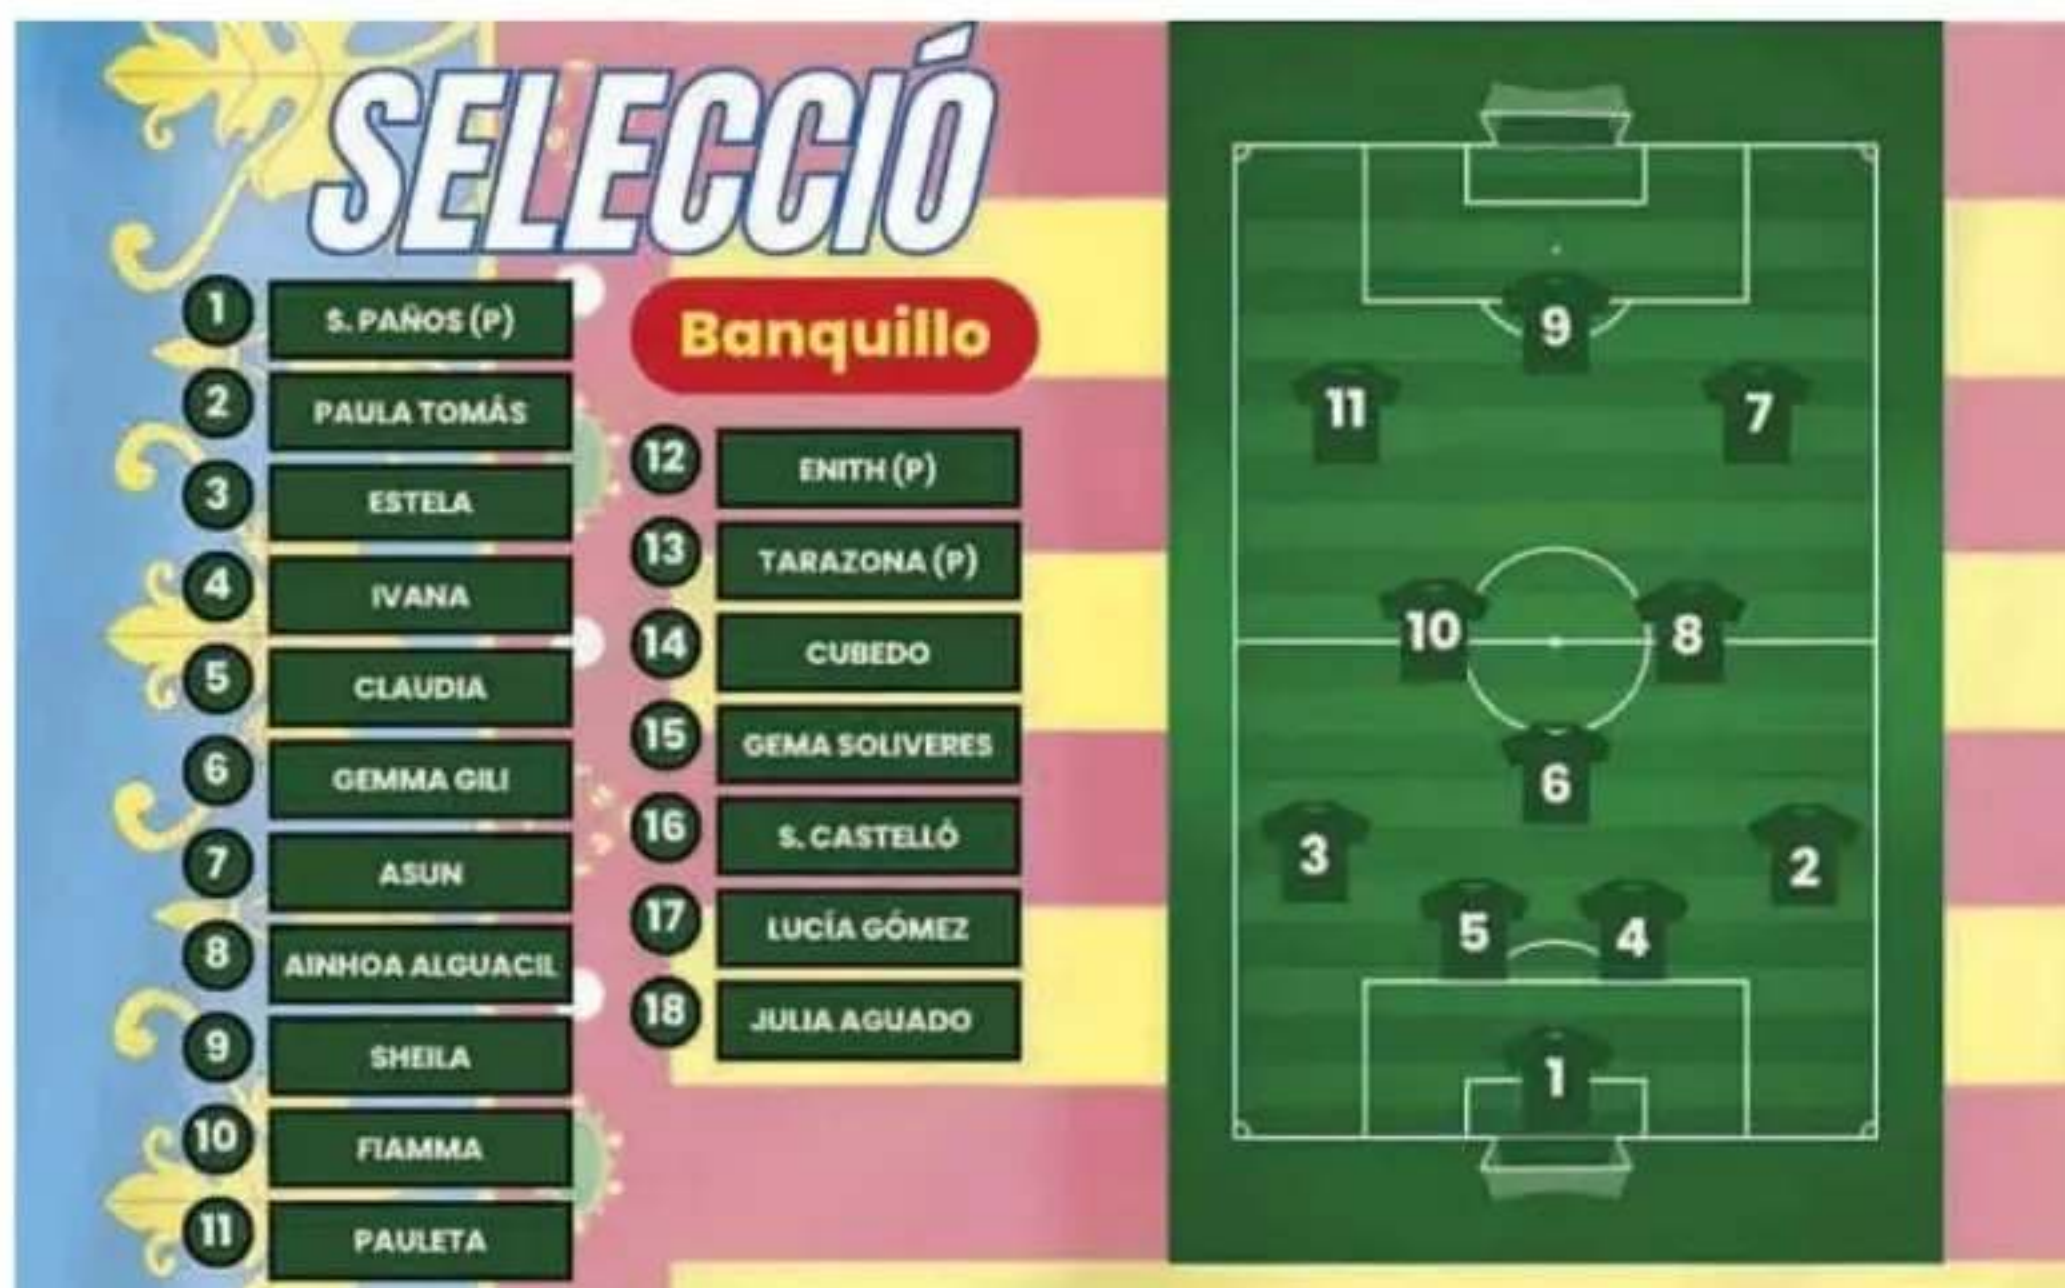 SELECCIÓ
1 S. PAÑOS (P)
2 PAULA TOMÁS
3 ESTELA
4 IVANA
5 CLAUDIA
6 GEMMA GILI
7 ASUN
8 AINHOA ALGUACIL
9 SHEILA
10 FIAMMA
11 PAULETA
Banquillo
12 ENITH (P)
13 TARAZONA (P)
14 CUBEDO
15 GEMA SOLIVERES
16 S. CASTELLÓ
17 LUCÍA GÓMEZ
18 JULIA AGUADO
9
11 7
10 8
6
3 2
5 4
1